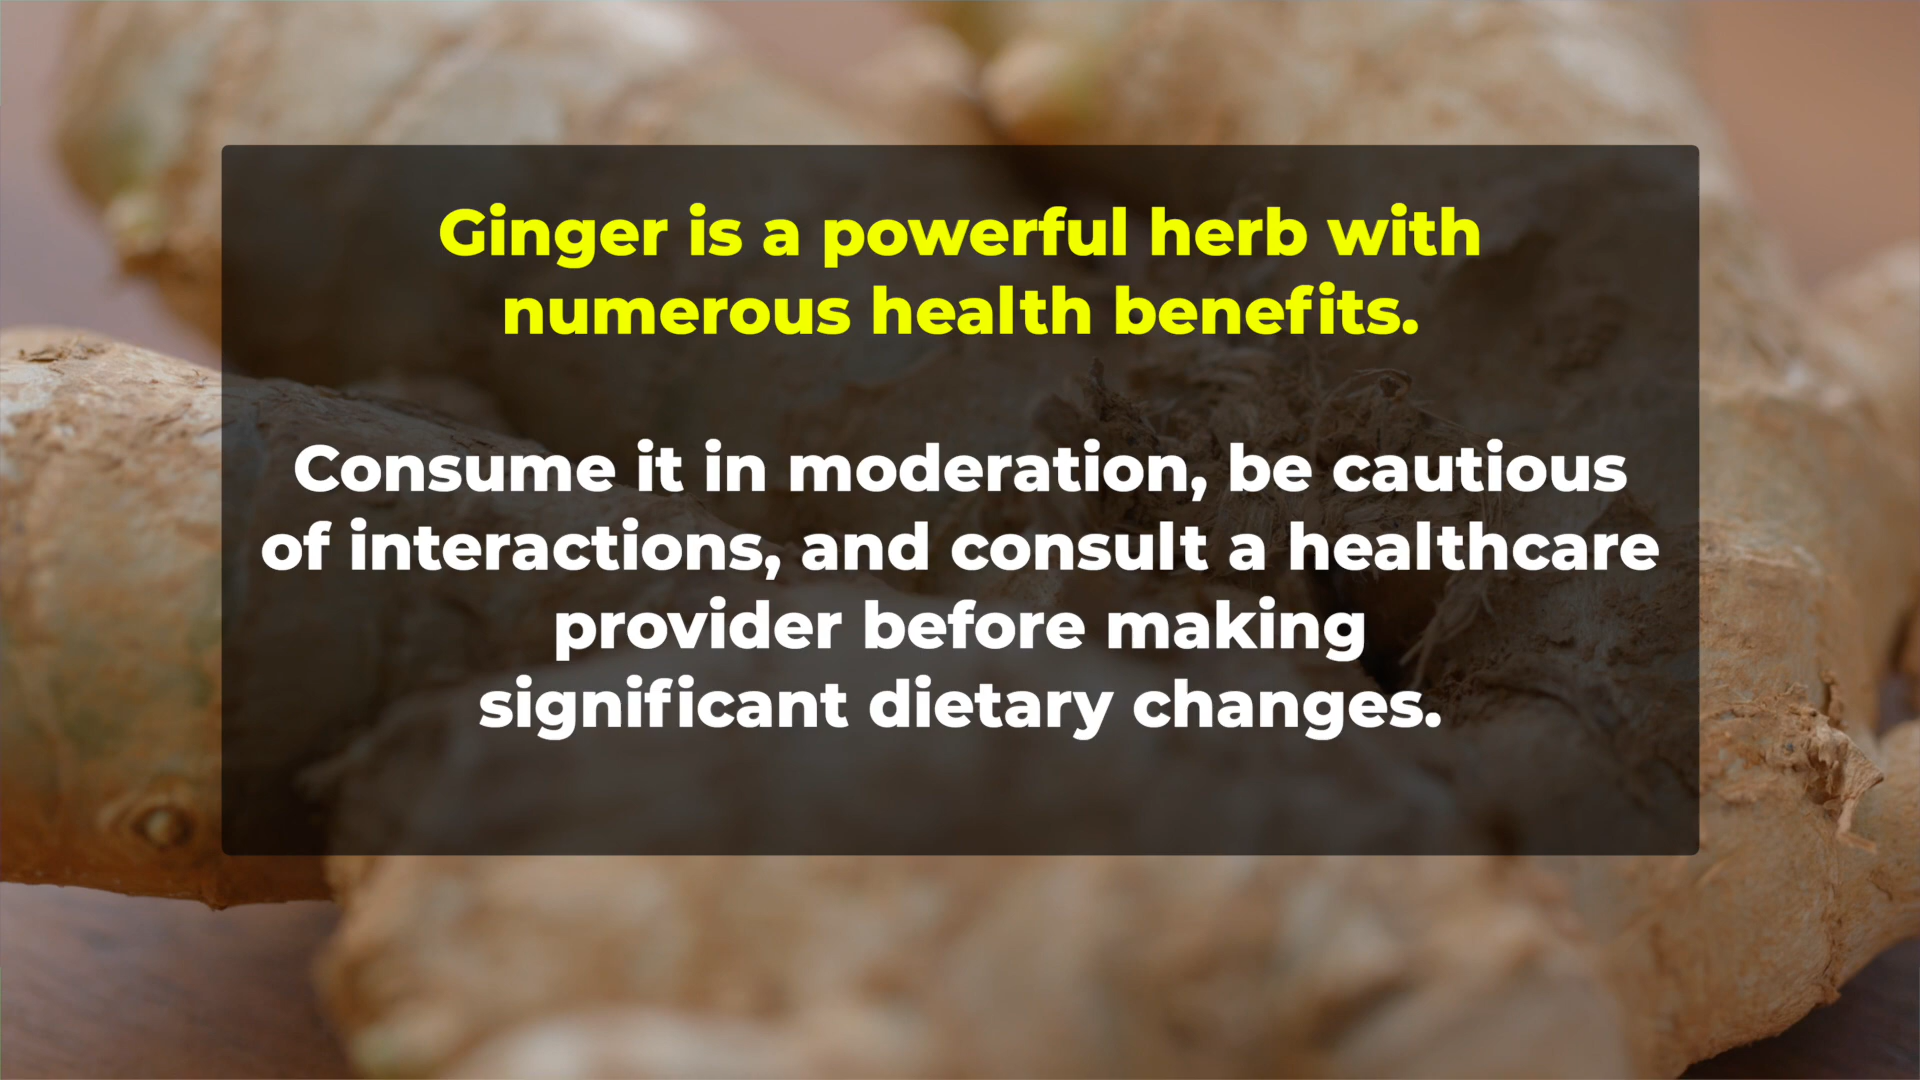 Ginger is a powerful herb with
numerous health benefits.
Consume it in moderation, be cautious
of interactions, and consult a healthcare
provider before making
significant dietary changes.